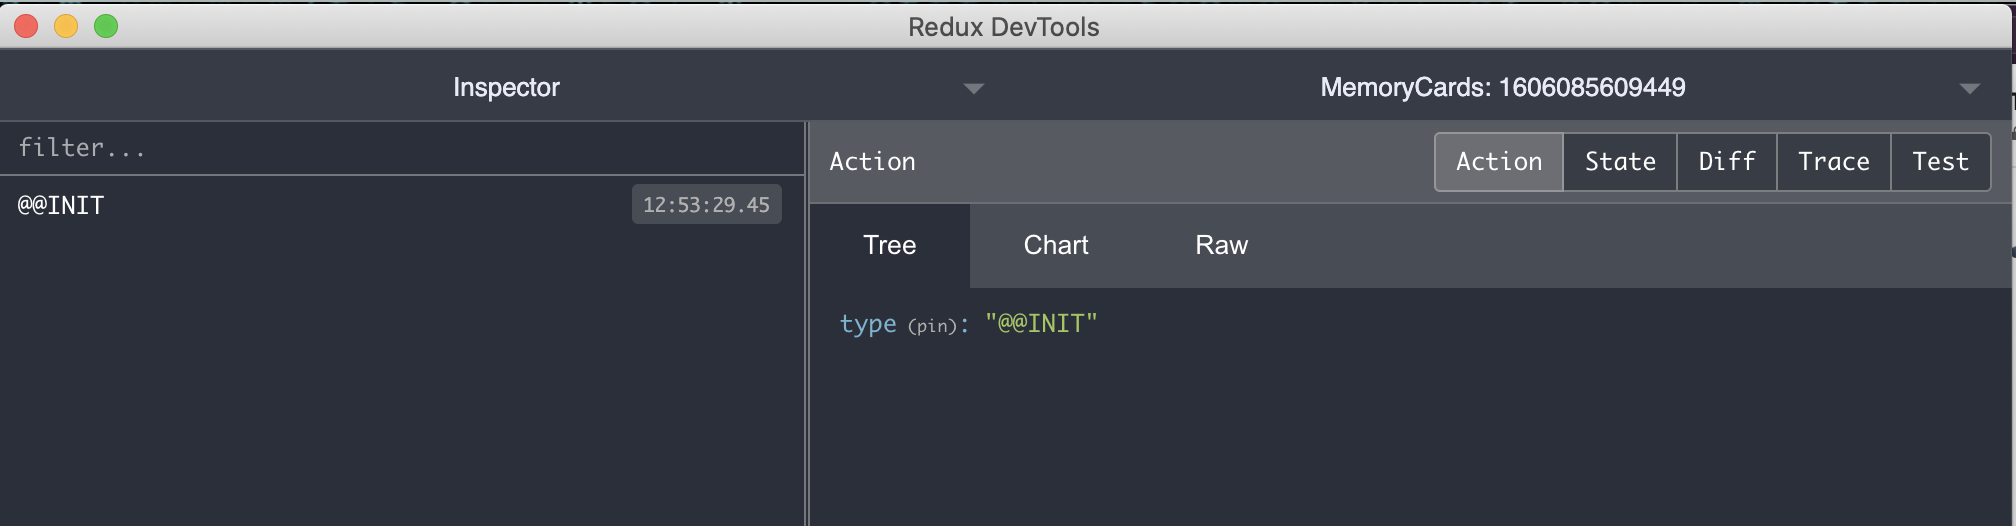 Redux DevTools
Inspector
MemoryCards: 1606085609449
filter...
@@INIT 12:53:29.45
Action
Action State Diff Trace Test
Tree Chart Raw
type (pin): "@@INIT"